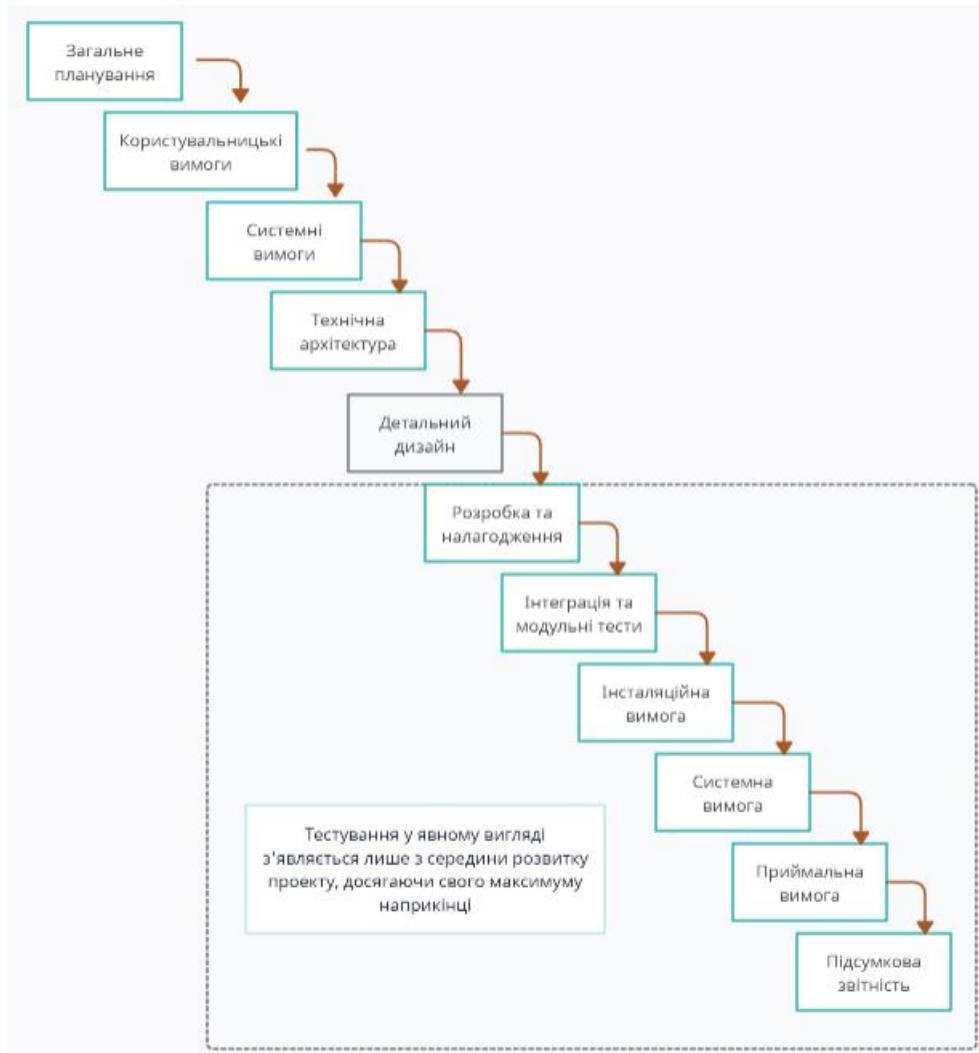 Загальне
планування
Користувальницькі
вимоги
Системні
вимоги
Технічна
архітектура
Детальний
дизайн
Розробка та
налагодження
Інтеграція та
модульні тести
Інсталяційна
вимога
Системна
вимога
Тестування у явному вигляді
з'являється лише з середини розвитку
проекту, досягаючи свого максимуму
наприкінці
Приймальна
вимога
Підсумкова
звітність